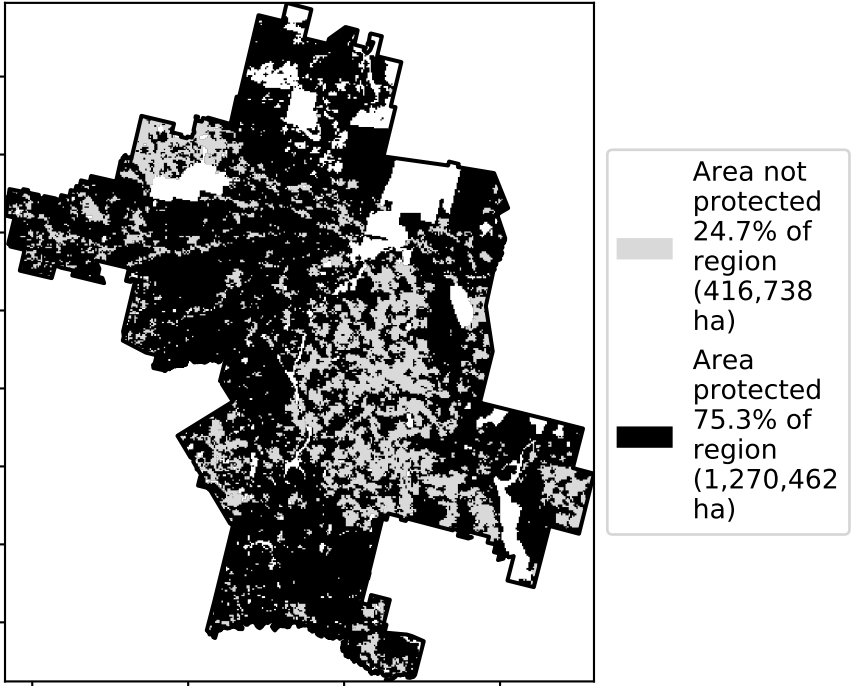 Area not
protected
24.7% of
region
(416,738
ha)
Area
protected
75.3% of
region
(1,270,462
ha)